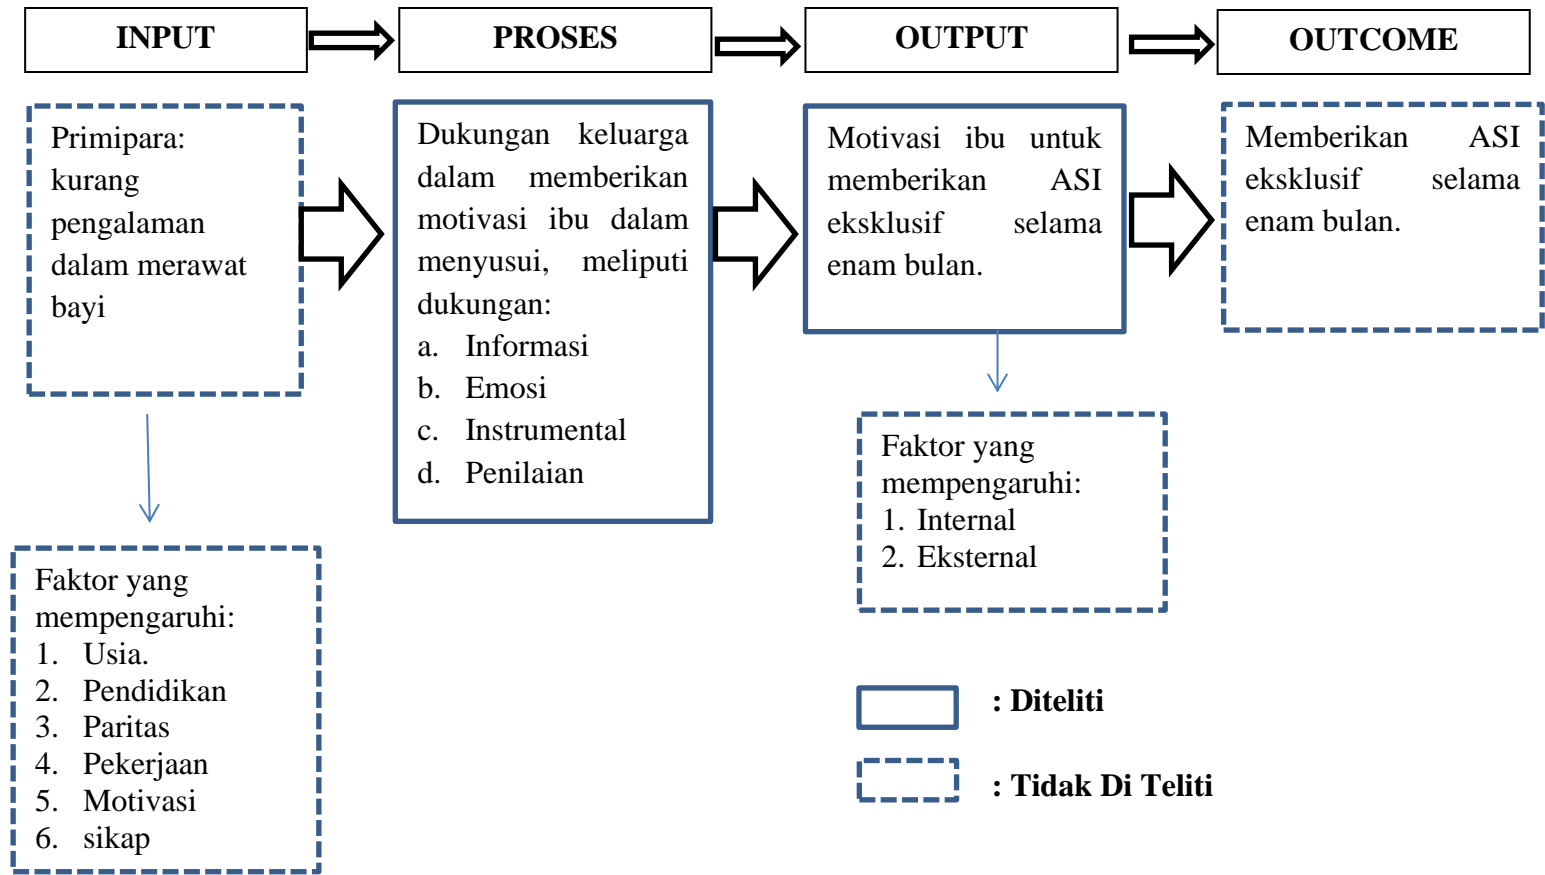 INPUT
PROSES
OUTPUT
OUTCOME
Primipara:
kurang
pengalaman
dalam merawat
bayi
Dukungan keluarga
dalam memberikan
motivasi ibu dalam
menyusui, meliputi
dukungan:
a. Informasi
b. Emosi
c. Instrumental
d. Penilaian
Motivasi ibu untuk
memberikan ASI
eksklusif selama
enam bulan.
Memberikan ASI
eksklusif selama
enam bulan.
Faktor yang
mempengaruhi:
1. Usia.
2. Pendidikan
3. Paritas
4. Pekerjaan
5. Motivasi
6. sikap
Faktor yang
mempengaruhi:
1. Internal
2. Eksternal
: Diteliti
: Tidak Di Teliti